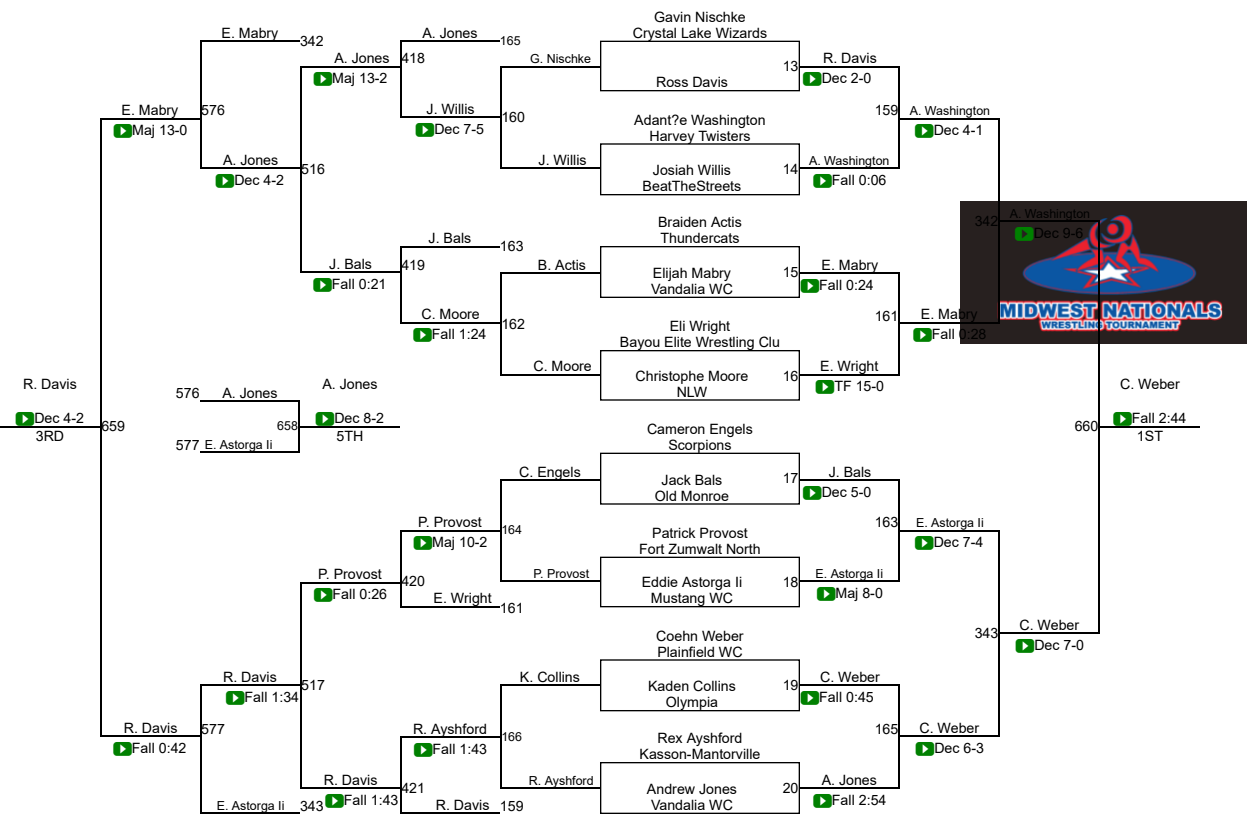 Gavin Nischke
Crystal Lake Wizards
E. Mabry
342
A. Jones
165
A. Jones
418
G. Nischke
13
R. Davis
Maj 13-2
Ross Davis
Dec 2-0
E. Mabry
576
J. Willis
160
Adant?e Washington
159
A. Washington
Maj 13-0
Dec 7-5
Harvey Twisters
Dec 4-1
A. Jones
516
J. Willis
Josiah Willis
14
A. Washington
Dec 4-2
BeatTheStreets
Fall 0:06
Braiden Actis
342
A. Washington
J. Bals
163
Thundercats
Dec 9-6
J. Bals
419
B. Actis
Elijah Mabry
15
E. Mabry
Fall 0:21
Vandalia WC
Fall 0:24
C. Moore
162
161
E. Mabry
MIDWEST NATIONALS
WRESTLING TOURNAMENT
Fall 1:24
Eli Wright
Fall 0:28
Bayou Elite Wrestling Clu
C. Moore
Christophe Moore
16
E. Wright
NLW
TF 15-0
R. Davis
576
A. Jones
A. Jones
C. Weber
Dec 4-2
659
658
Dec 8-2
660
Fall 2:44
3RD
5TH
1ST
577
E. Astorga Ii
Cameron Engels
Scorpions
C. Engels
Jack Bals
17
J. Bals
Old Monroe
Dec 5-0
P. Provost
164
Patrick Provost
163
E. Astorga Ii
Maj 10-2
Fort Zumwalt North
Dec 7-4
P. Provost
420
P. Provost
Eddie Astorga Ii
18
E. Astorga Ii
Fall 0:26
E. Wright
161
Mustang WC
Maj 8-0
Coehn Weber
343
C. Weber
Plainfield WC
Dec 7-0
R. Davis
517
K. Collins
Kaden Collins
19
C. Weber
Fall 1:34
Olympia
Fall 0:45
R. Davis
577
R. Ayshford
166
Rex Ayshford
165
C. Weber
Fall 0:42
Fall 1:43
Kasson-Mantorville
Dec 6-3
R. Davis
421
R. Ayshford
Andrew Jones
20
A. Jones
E. Astorga Ii
343
Fall 1:43
R. Davis
159
Vandalia WC
Fall 2:54